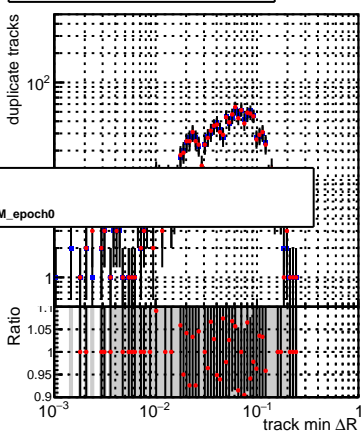 duplicate tracks
10²
M_epoch0
1
Ratio
1.1
1.05
1
0.95
0.9
10⁻³ 10⁻² 10⁻¹ 1
track min ΔR